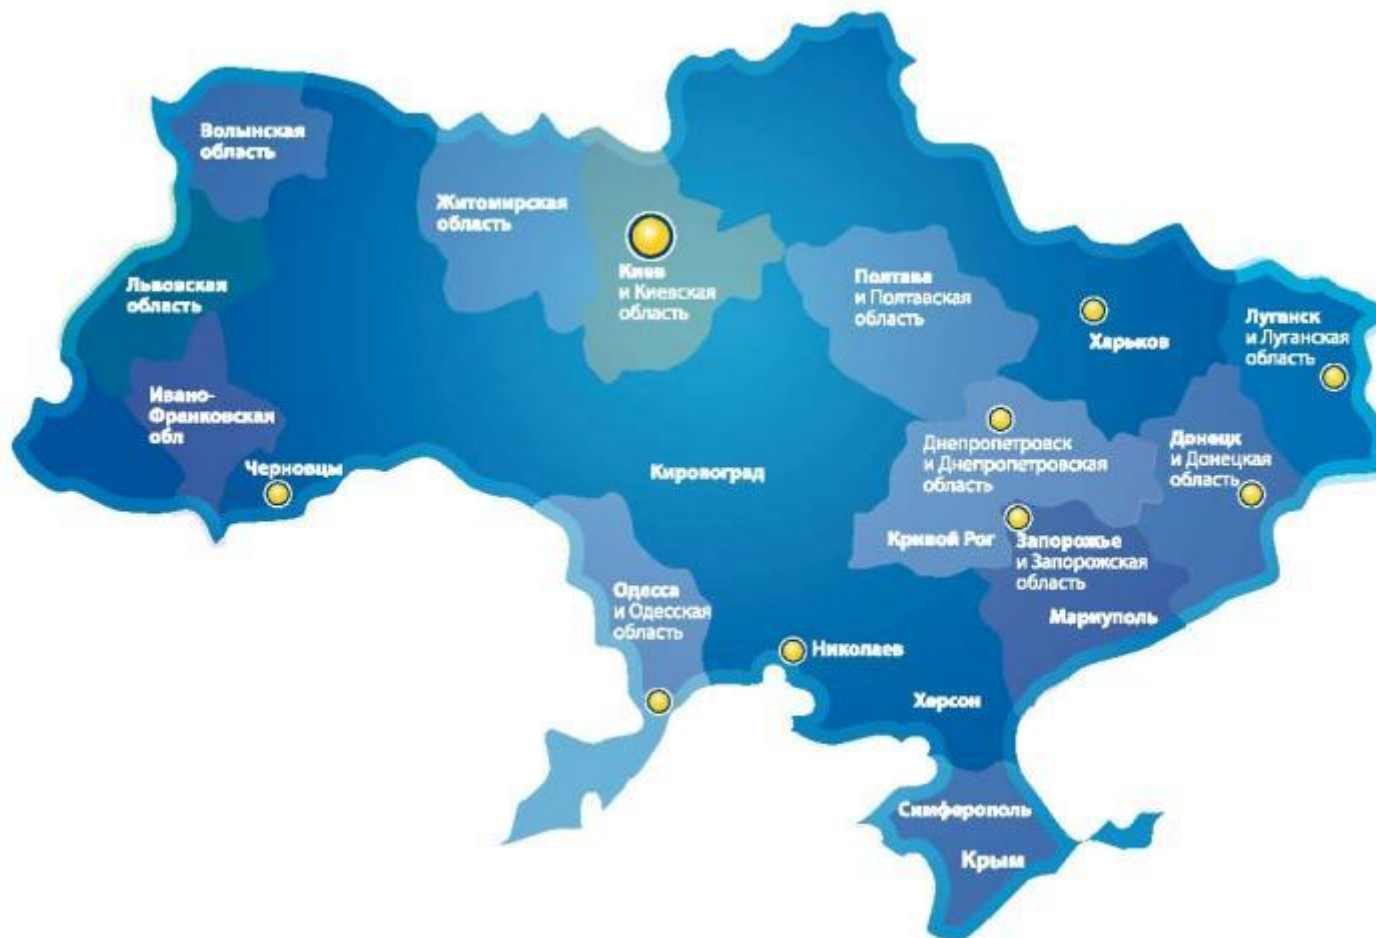 Волынская
область
Житомирская
область
Киев
и Киевская
область
Львовская
область
Полтава
и Полтавская
область
Харьков
Луганск
и Луганская
область
Ивано-
Франковская
обл
Черновцы
Кировоград
Днепропетровск
и Днепропетровская
область
Донецк
и Донецкая
область
Кривой Рог
Запорожье
и Запорожская
область
Одесса
и Одесская
область
Мариуполь
Николаев
Херсон
Симферополь
Крым